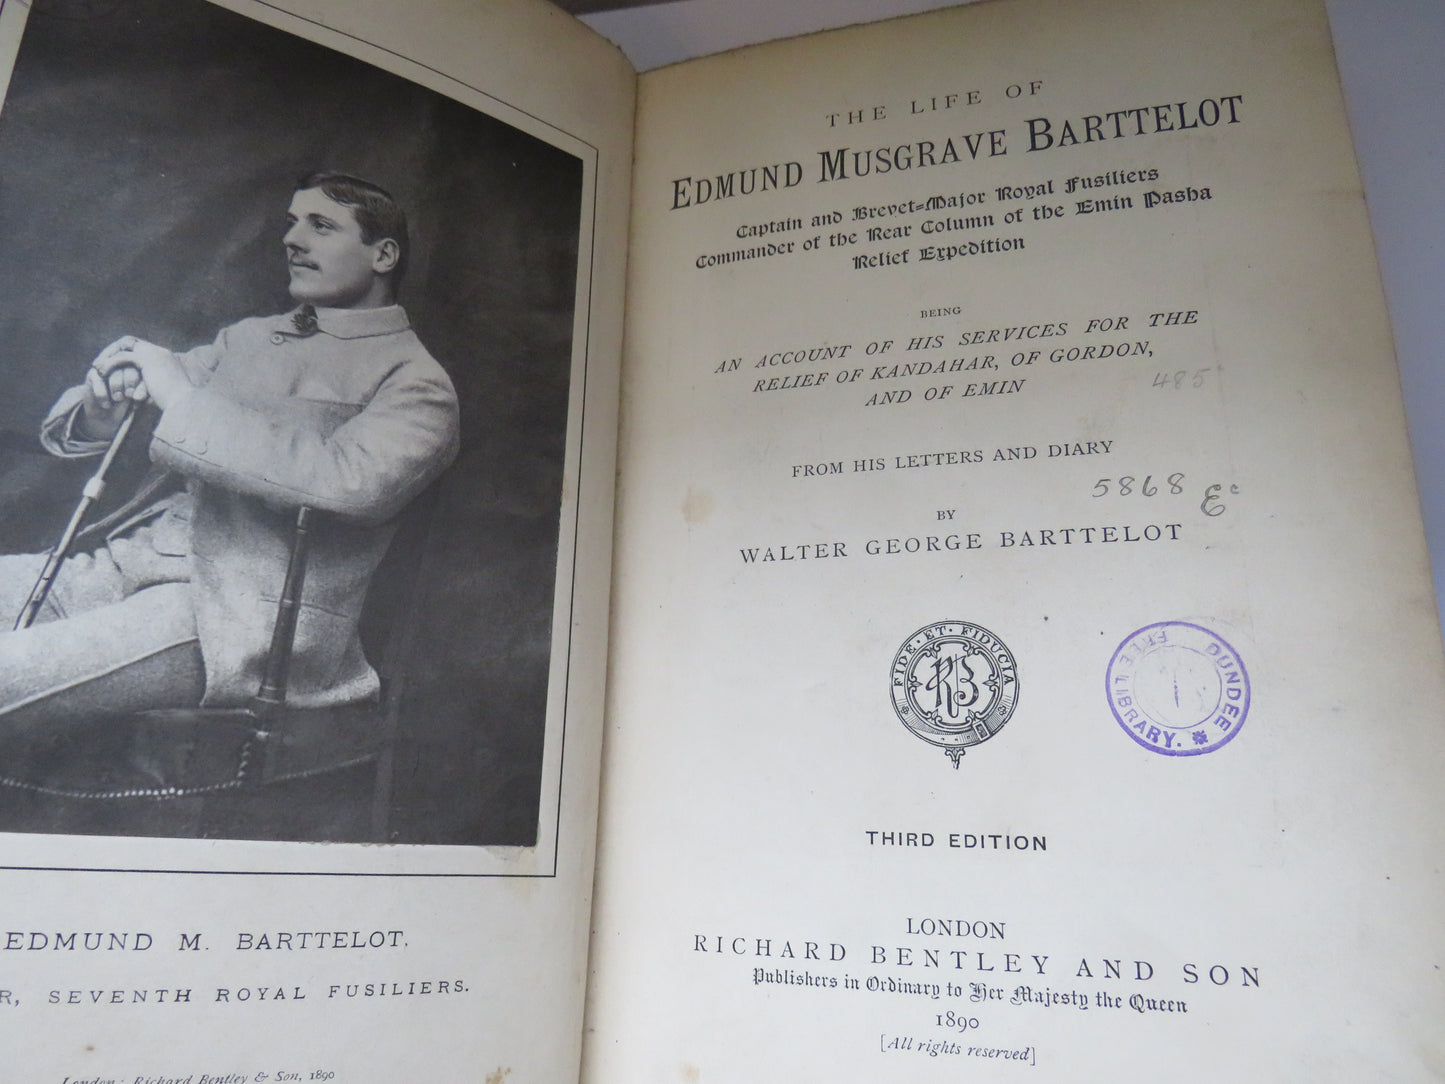 EDMUND M. BARTTELOT.
R, SEVENTH ROYAL FUSILIERS.
London: Richard Bentley & Son, 1890
THE LIFE OF
EDMUND MUSGRAVE BARTTELOT
Captain and Brevet=Major Royal Fusiliers
Commander of the Rear Column of the Emin Pasha
Relief Expedition
BEING
AN ACCOUNT OF HIS SERVICES FOR THE
RELIEF OF KANDAHAR, OF GORDON,
AND OF EMIN
485
FROM HIS LETTERS AND DIARY
5868
BY
WALTER GEORGE BARTTELOT
FIDE · ET · FIDUCIA
RB
DUNDEE
FREE LIBRARY.
THIRD EDITION
LONDON
RICHARD BENTLEY AND SON
Publishers in Ordinary to Her Majesty the Queen
1890
[All rights reserved]